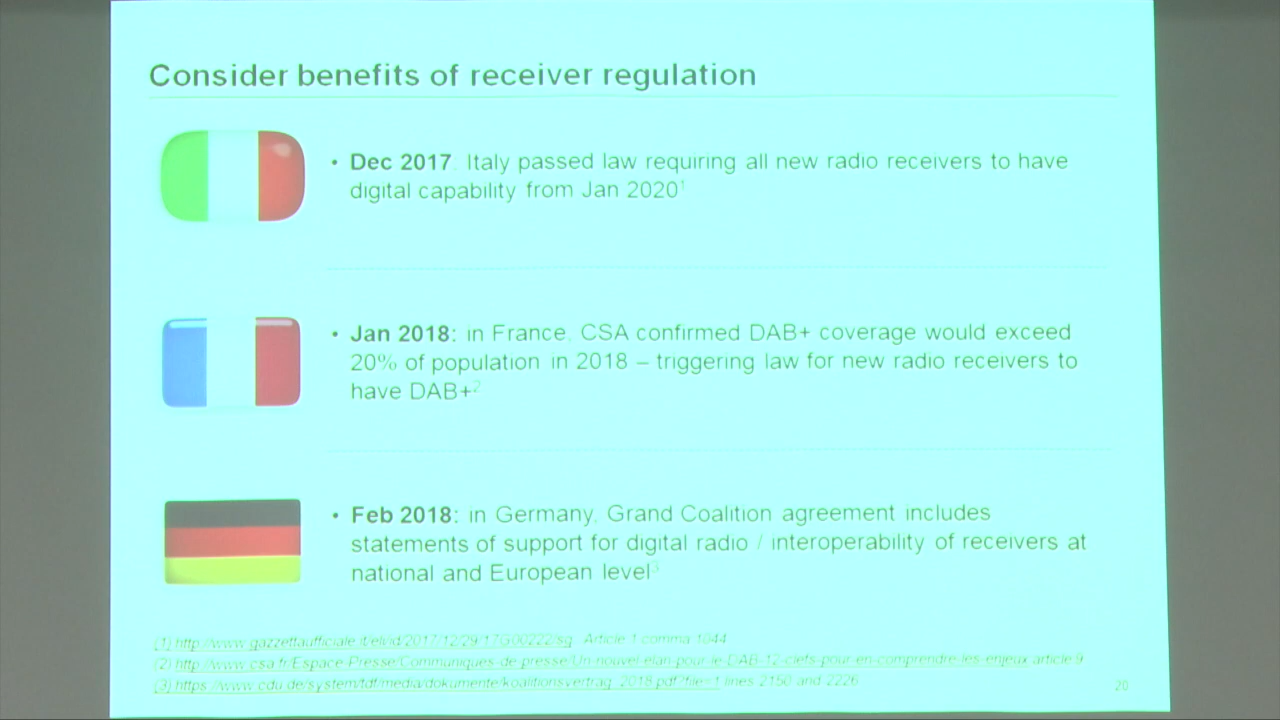 Consider benefits of receiver regulation
• Dec 2017: Italy passed law requiring all new radio receivers to have
digital capability from Jan 2020¹
• Jan 2018: in France, CSA confirmed DAB+ coverage would exceed
20% of population in 2018 – triggering law for new radio receivers to
have DAB+²
• Feb 2018: in Germany, Grand Coalition agreement includes
statements of support for digital radio / interoperability of receivers at
national and European level³
(1) http://www.gazzettaufficiale.it/eli/id/2017/12/29/17G00222/sg Article 1 comma 1044
(2) http://www.csa.fr/Espace-Presse/Communiques-de-presse/Un-nouvel-elan-pour-le-DAB-12-clefs-pour-en-comprendre-les-enjeux article 9
(3) https://www.cdu.de/system/tdf/media/dokumente/koalitionsvertrag_2018.pdf?file=1 lines 2150 and 2226
20